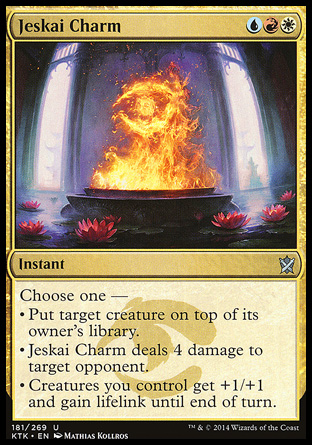 Jeskai Charm
Instant
Choose one —
• Put target creature on top of its
owner's library.
• Jeskai Charm deals 4 damage to
target opponent.
• Creatures you control get +1/+1
and gain lifelink until end of turn.
181/269 U
KTK • EN Mathias Kollros
™ & © 2014 Wizards of the Coast